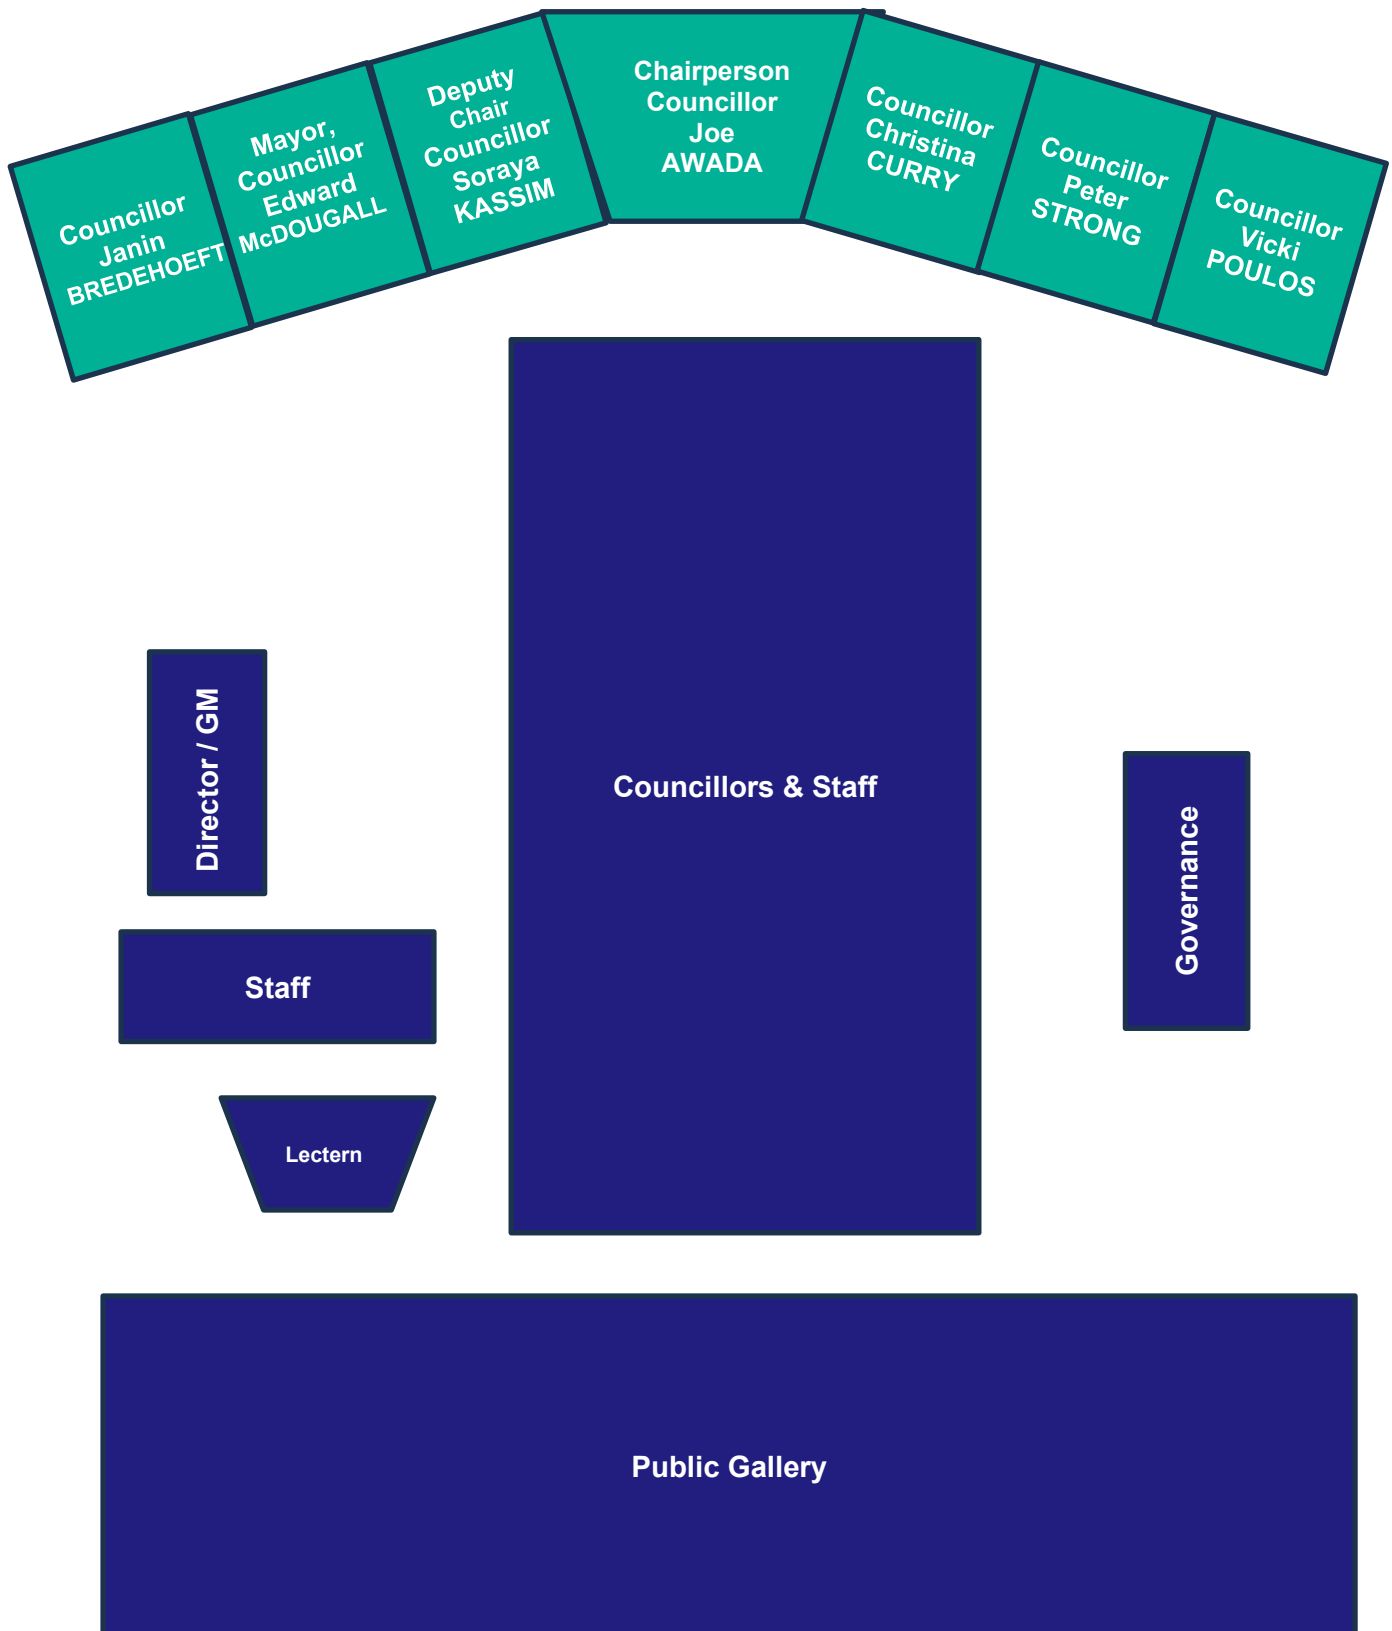 Councillor
Janin
BREDEHOEFT
Mayor,
Councillor
Edward
McDOUGALL
Deputy
Chair
Councillor
Soraya
KASSIM
Chairperson
Councillor
Joe
AWADA
Councillor
Christina
CURRY
Councillor
Peter
STRONG
Councillor
Vicki
POULOS
Director / GM
Councillors & Staff
Governance
Staff
Lectern
Public Gallery